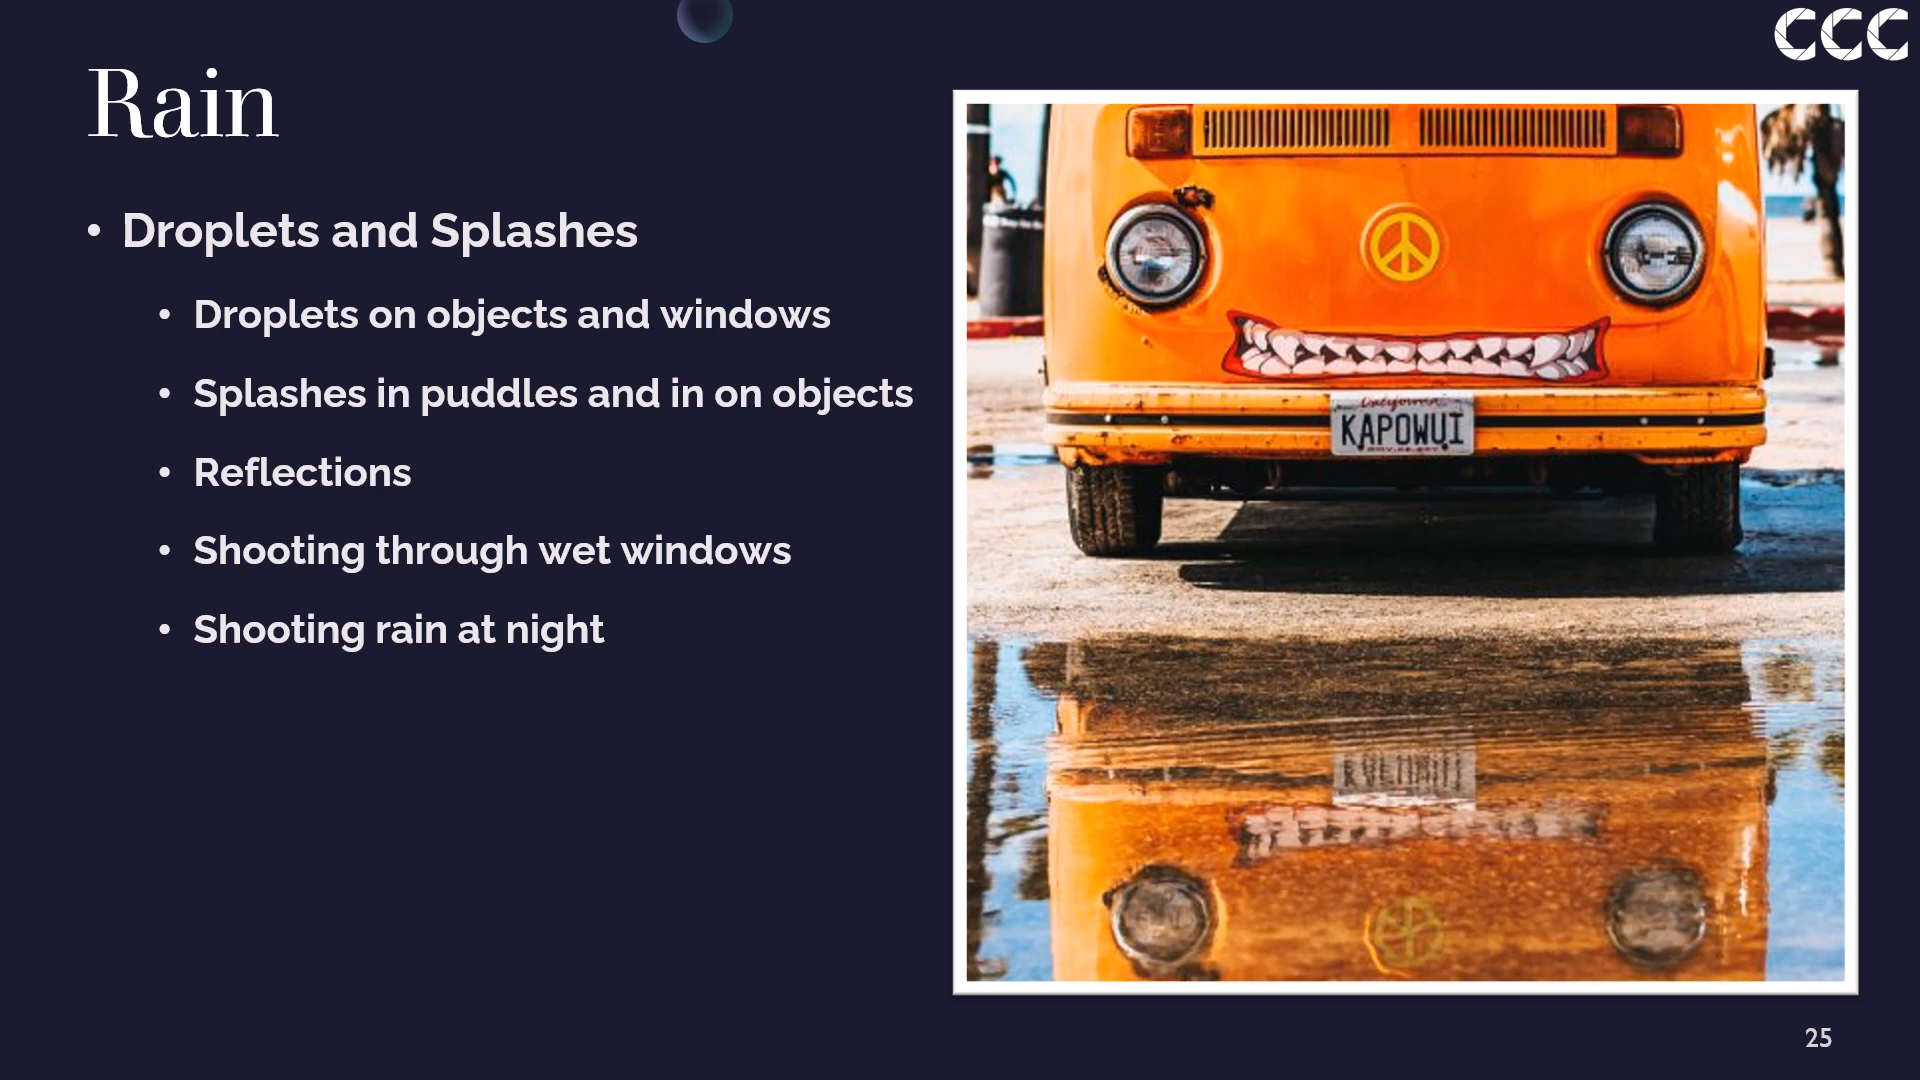 CCC
Rain
• Droplets and Splashes
• Droplets on objects and windows
• Splashes in puddles and in on objects
• Reflections
• Shooting through wet windows
• Shooting rain at night
California
KAPOWUI
25